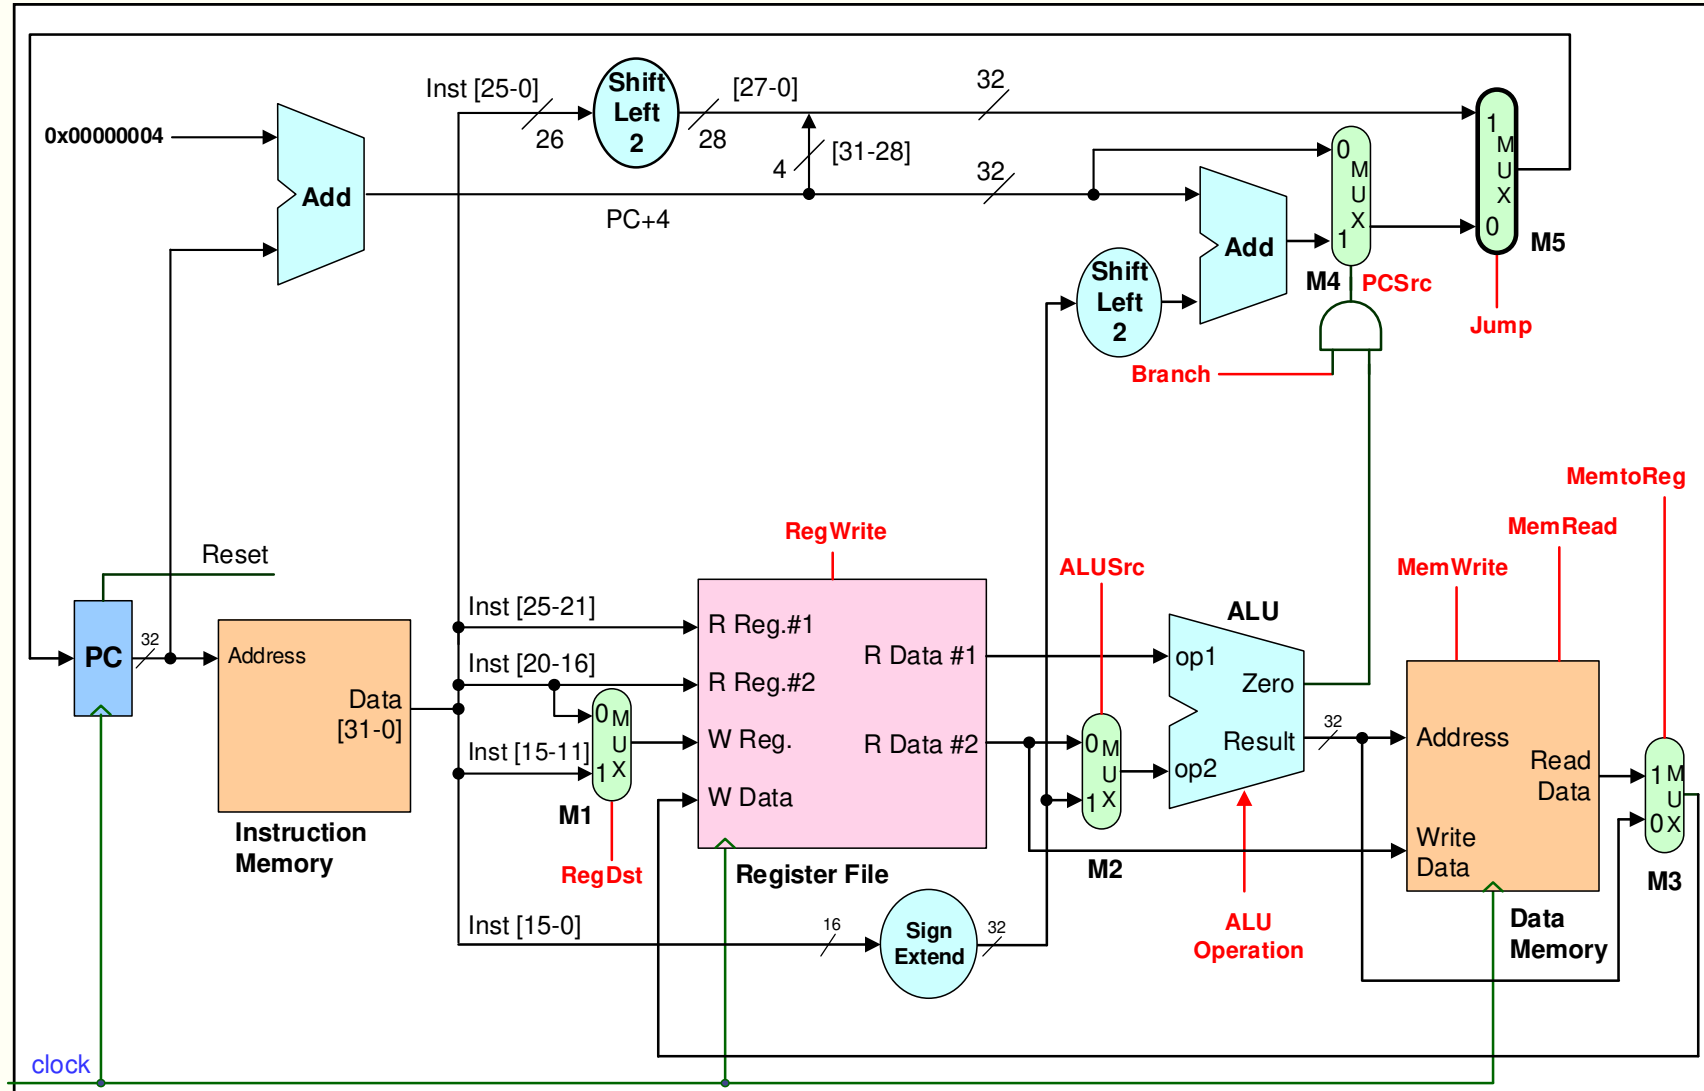 Inst [25-0]
26
Shift
Left
2
28
[27-0]
32
0x00000004
Add
4
[31-28]
PC+4
32
0
M
U
X
1
M4
1
M
U
X
0
M5
Add
Shift
Left
2
PCSrc
Jump
Branch
MemtoReg
MemRead
MemWrite
RegWrite
ALUSrc
Reset
PC
32
Address
Data
[31-0]
Instruction
Memory
Inst [25-21]
Inst [20-16]
Inst [15-11]
0
M
U
1
X
M1
RegDst
R Reg.#1
R Reg.#2
W Reg.
W Data
R Data #1
R Data #2
Register File
0
M
U
1
X
M2
ALU
op1
Zero
Result
op2
32
ALU
Operation
Address
Read
Data
Write
Data
Data
Memory
1
M
U
0
X
M3
Inst [15-0]
16
Sign
Extend
32
clock